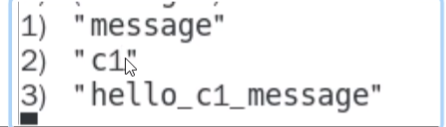 1) "message"
2) "c1"
3) "hello_c1_message"